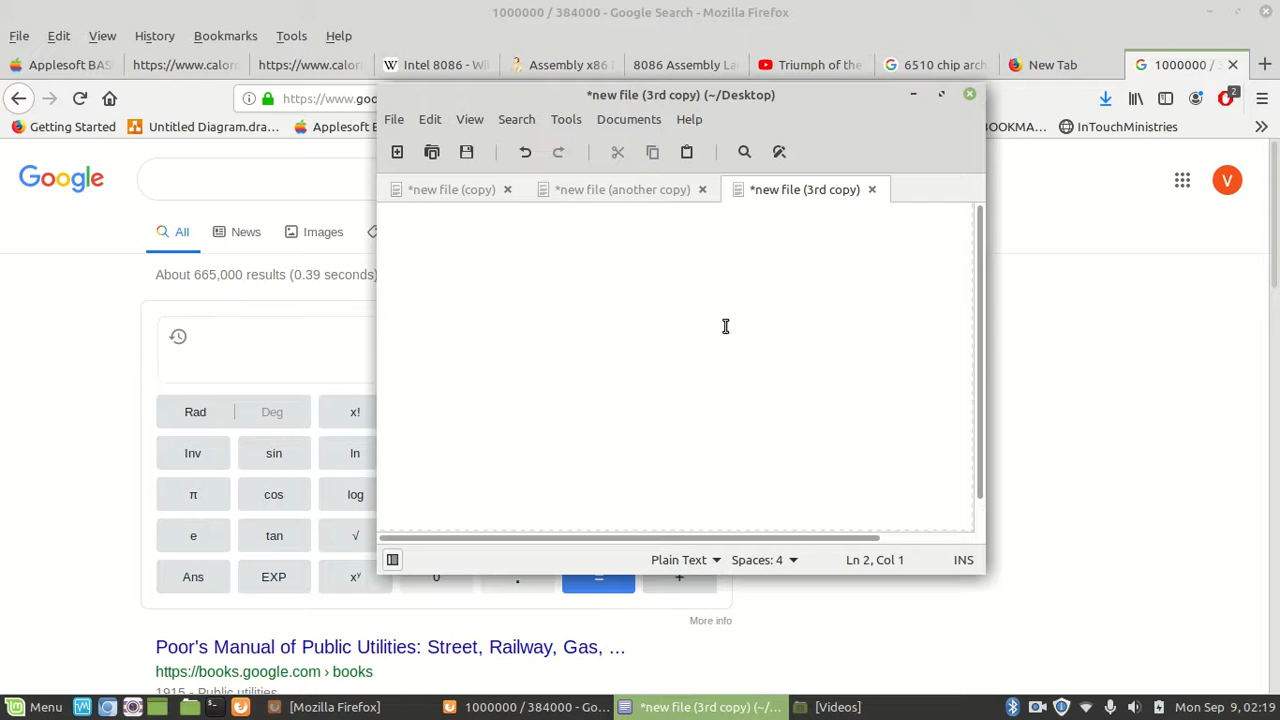 1000000 / 384000 - Google Search - Mozilla Firefox
File Edit View History Bookmarks Tools Help
Applesoft BAS https://www.calor https://www.calor Intel 8086 - Wi Assembly x86 8086 Assembly La Triumph of the 6510 chip arc New Tab 1000000 / 3
https://www.goo
2
Getting Started Untitled Diagram.dra... Applesoft B BOOKMA... InTouchMinistries
*new file (3rd copy) (~/Desktop)
File Edit View Search Tools Documents Help
*new file (copy) *new file (another copy) *new file (3rd copy)
Google
V
All News Images
About 665,000 results (0.39 seconds)
Rad Deg x!
Inv sin ln
π cos log
e tan √
Ans EXP xʸ 0 . = +
Plain Text Spaces: 4 Ln 2, Col 1 INS
More info
Poor's Manual of Public Utilities: Street, Railway, Gas, ...
https://books.google.com › books
1915 - Public utilities
Menu [Mozilla Firefox] 1000000 / 384000 - Go... *new file (3rd copy) (~/... [Videos] Mon Sep 9, 02:19